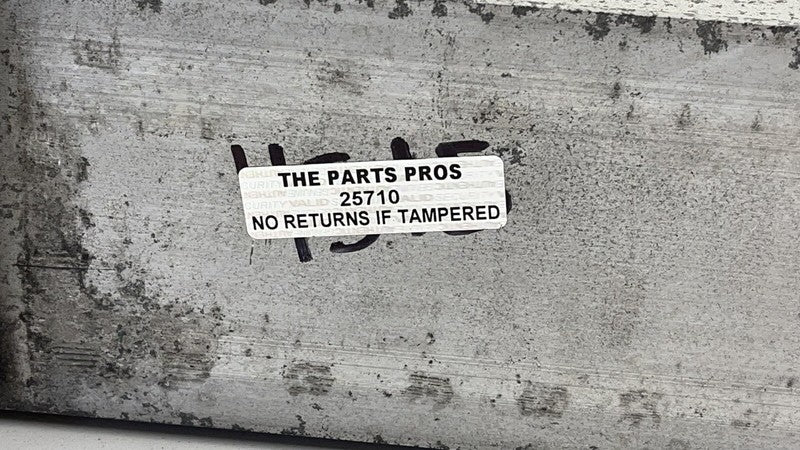 THE PARTS PROS
25710
NO RETURNS IF TAMPERED